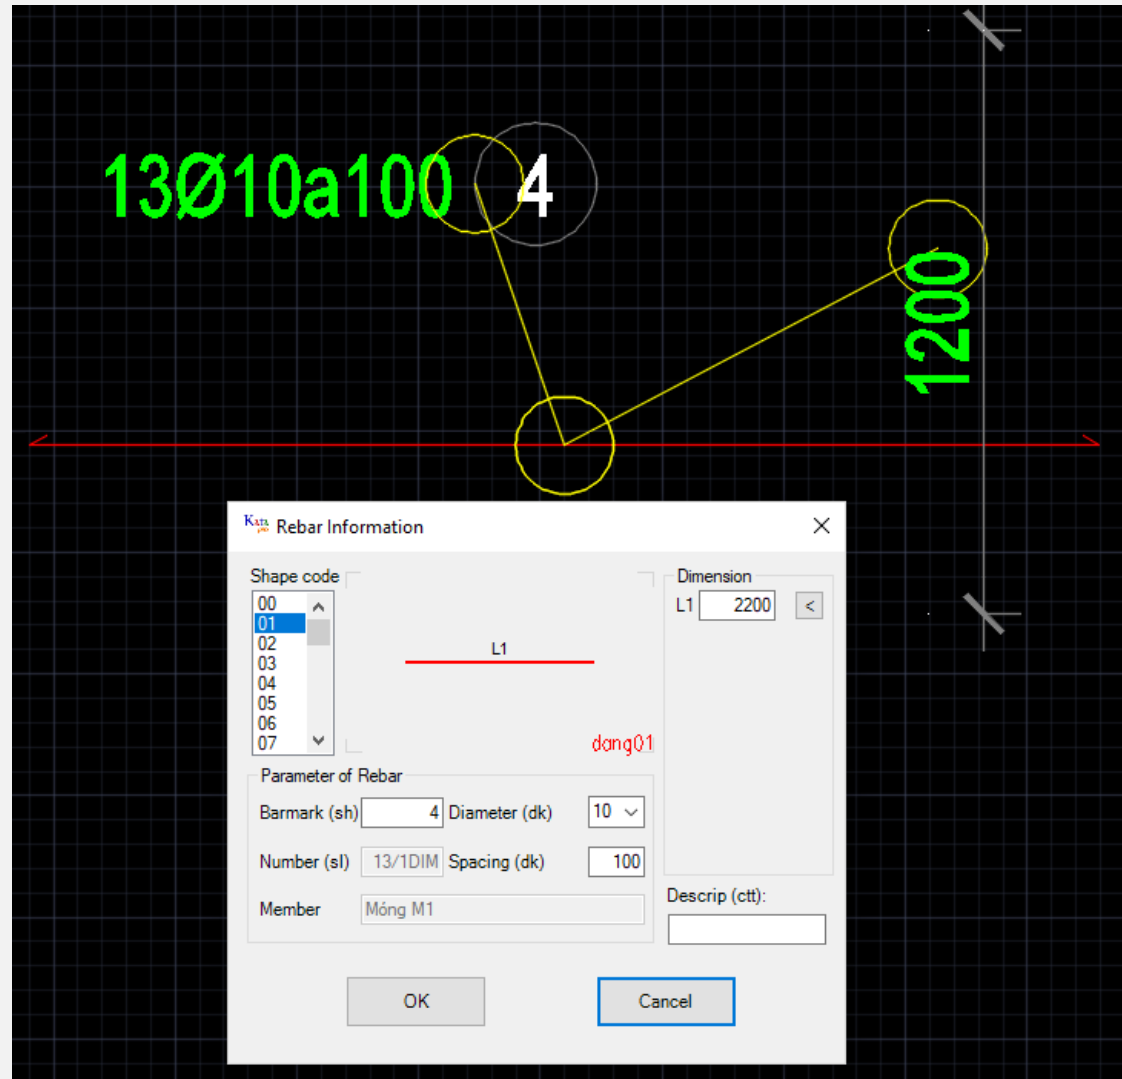 13Ø10a100
4
1200
Kata pro Rebar Information
Shape code
00
01
02
03
04
05
06
07
L1
dang01
Dimension
L1 2200 <
Parameter of Rebar
Barmark (sh) 4 Diameter (dk) 10
Number (sl) 13/1DIM Spacing (dk) 100
Member Móng M1
Descrip (ctt):
OK Cancel